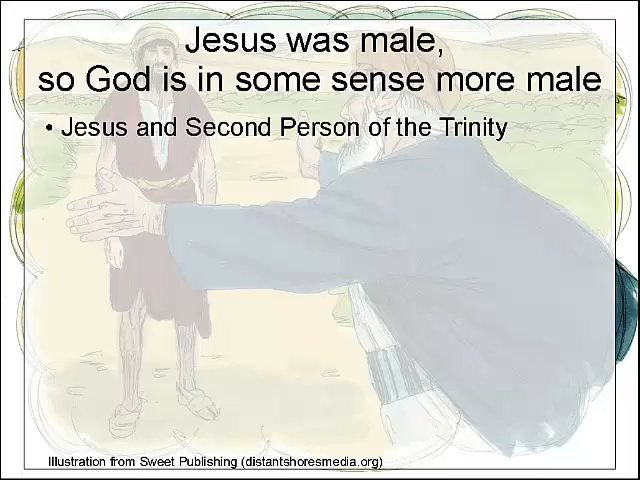 Jesus was male,
so God is in some sense more male
• Jesus and Second Person of the Trinity
Illustration from Sweet Publishing (distantshoresmedia.org)